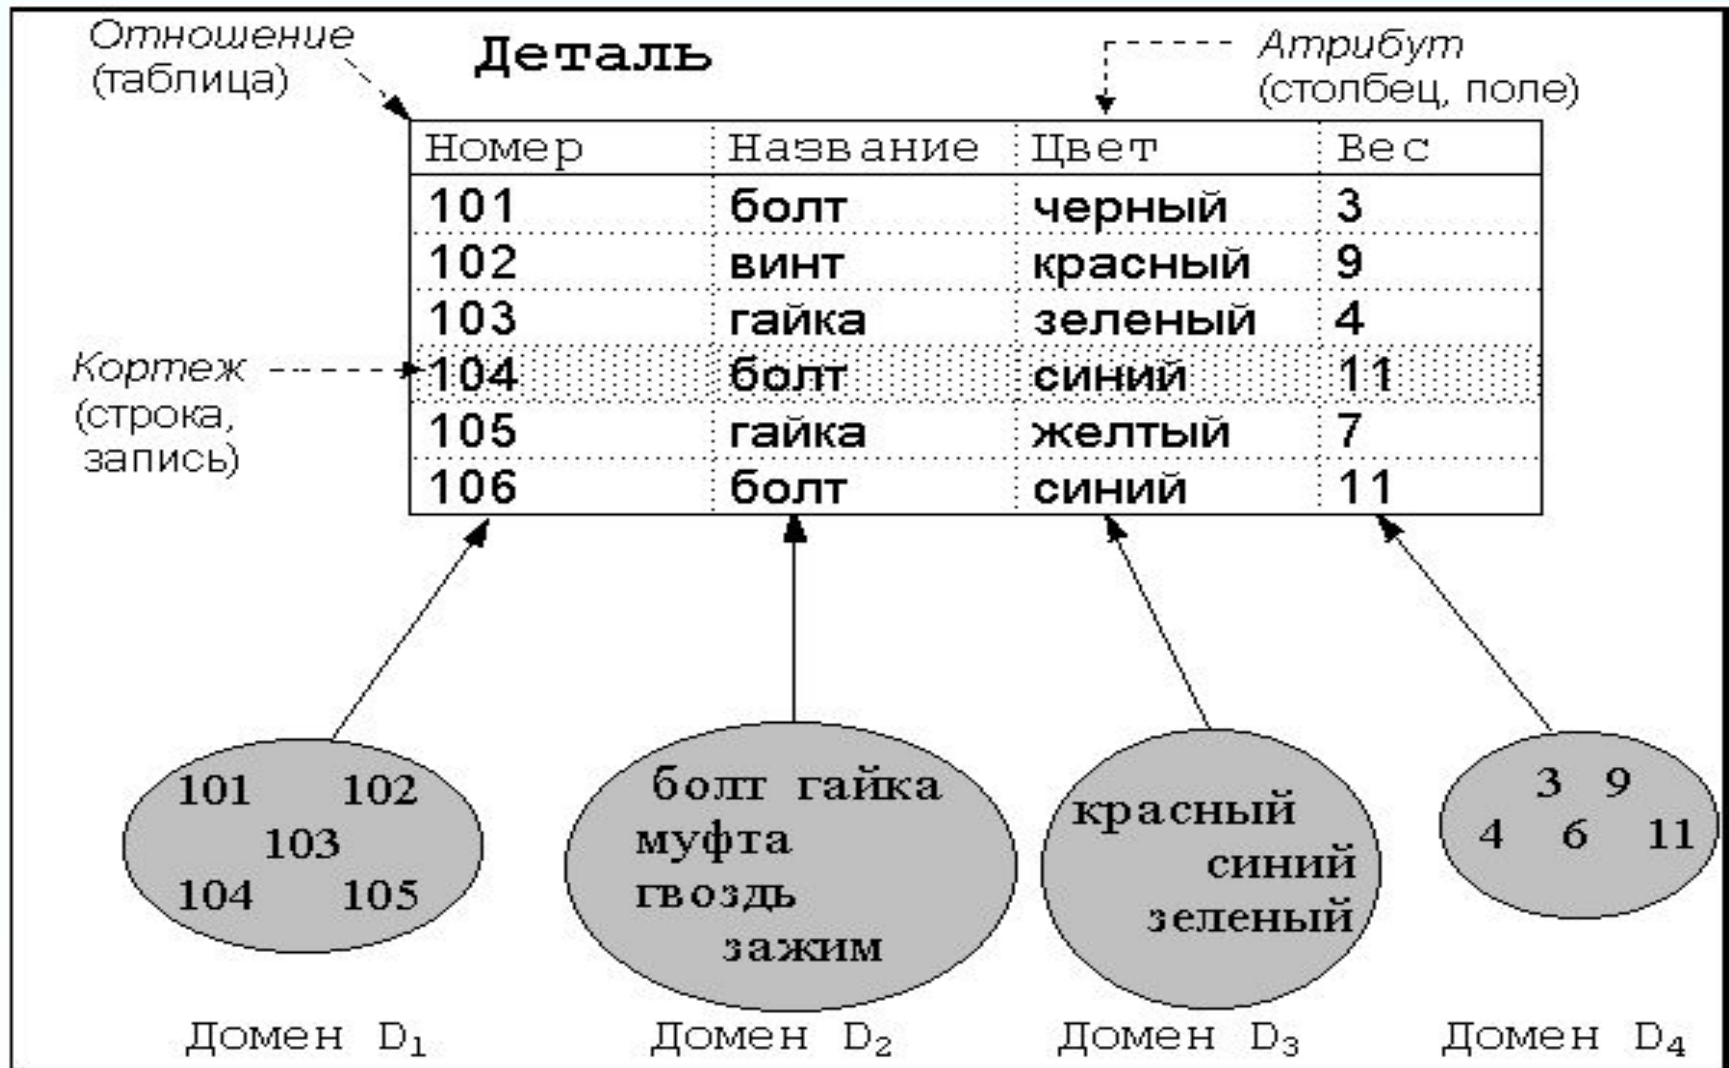 Отношение
(таблица)
Деталь
Атрибут
(столбец, поле)
Номер Название Цвет Вес
101 болт черный 3
102 винт красный 9
103 гайка зеленый 4
104 болт синий 11
105 гайка желтый 7
106 болт синий 11
Кортеж
(строка,
запись)
101 102
103
104 105
болт гайка
муфта
гвоздь
зажим
красный
синий
зеленый
3 9
4 6 11
Домен D₁ Домен D₂ Домен D₃ Домен D₄